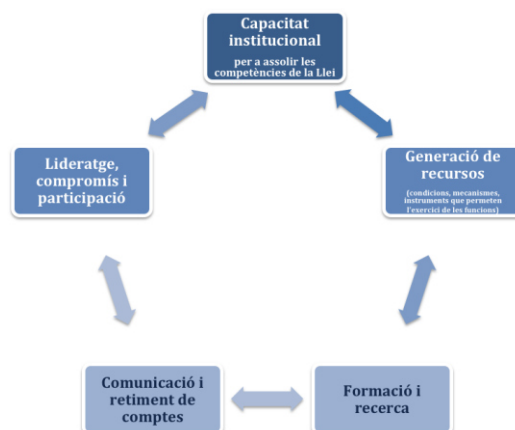 Capacitat
institucional
per a assolir les
competències de la Llei
Lideratge,
compromís i
participació
Generació de
recursos
(condicions, mecanismes,
instruments que permeten
l'exercici de les funcions)
Comunicació i
retiment de
comptes
Formació i
recerca